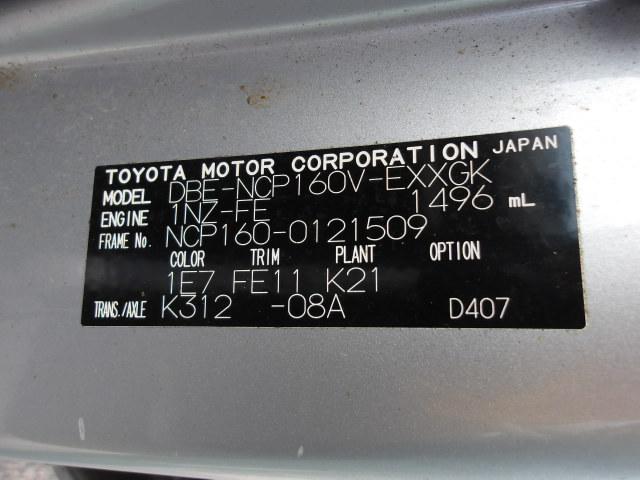 TOYOTA MOTOR CORPORATION JAPAN
MODEL DBE-NCP160V-EXXGK
ENGINE 1NZ-FE 1496 mL
FRAME No. NCP160-0121509
COLOR TRIM PLANT OPTION
1E7 FE11 K21
TRANS./AXLE K312 -08A D407